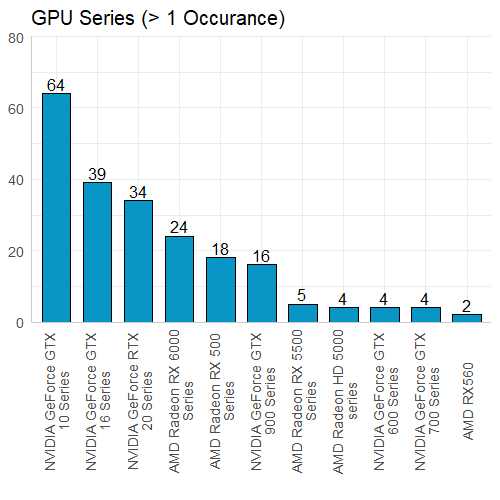 GPU Series (> 1 Occurance)
80
60
40
20
0
64
39
34
24
18
16
5
4
4
4
2
NVIDIA GeForce GTX
10 Series
NVIDIA GeForce GTX
16 Series
NVIDIA GeForce RTX
20 Series
AMD Radeon RX 6000
Series
AMD Radeon RX 500
Series
NVIDIA GeForce GTX
900 Series
AMD Radeon RX 5500
Series
AMD Radeon HD 5000
series
NVIDIA GeForce GTX
600 Series
NVIDIA GeForce GTX
700 Series
AMD RX560